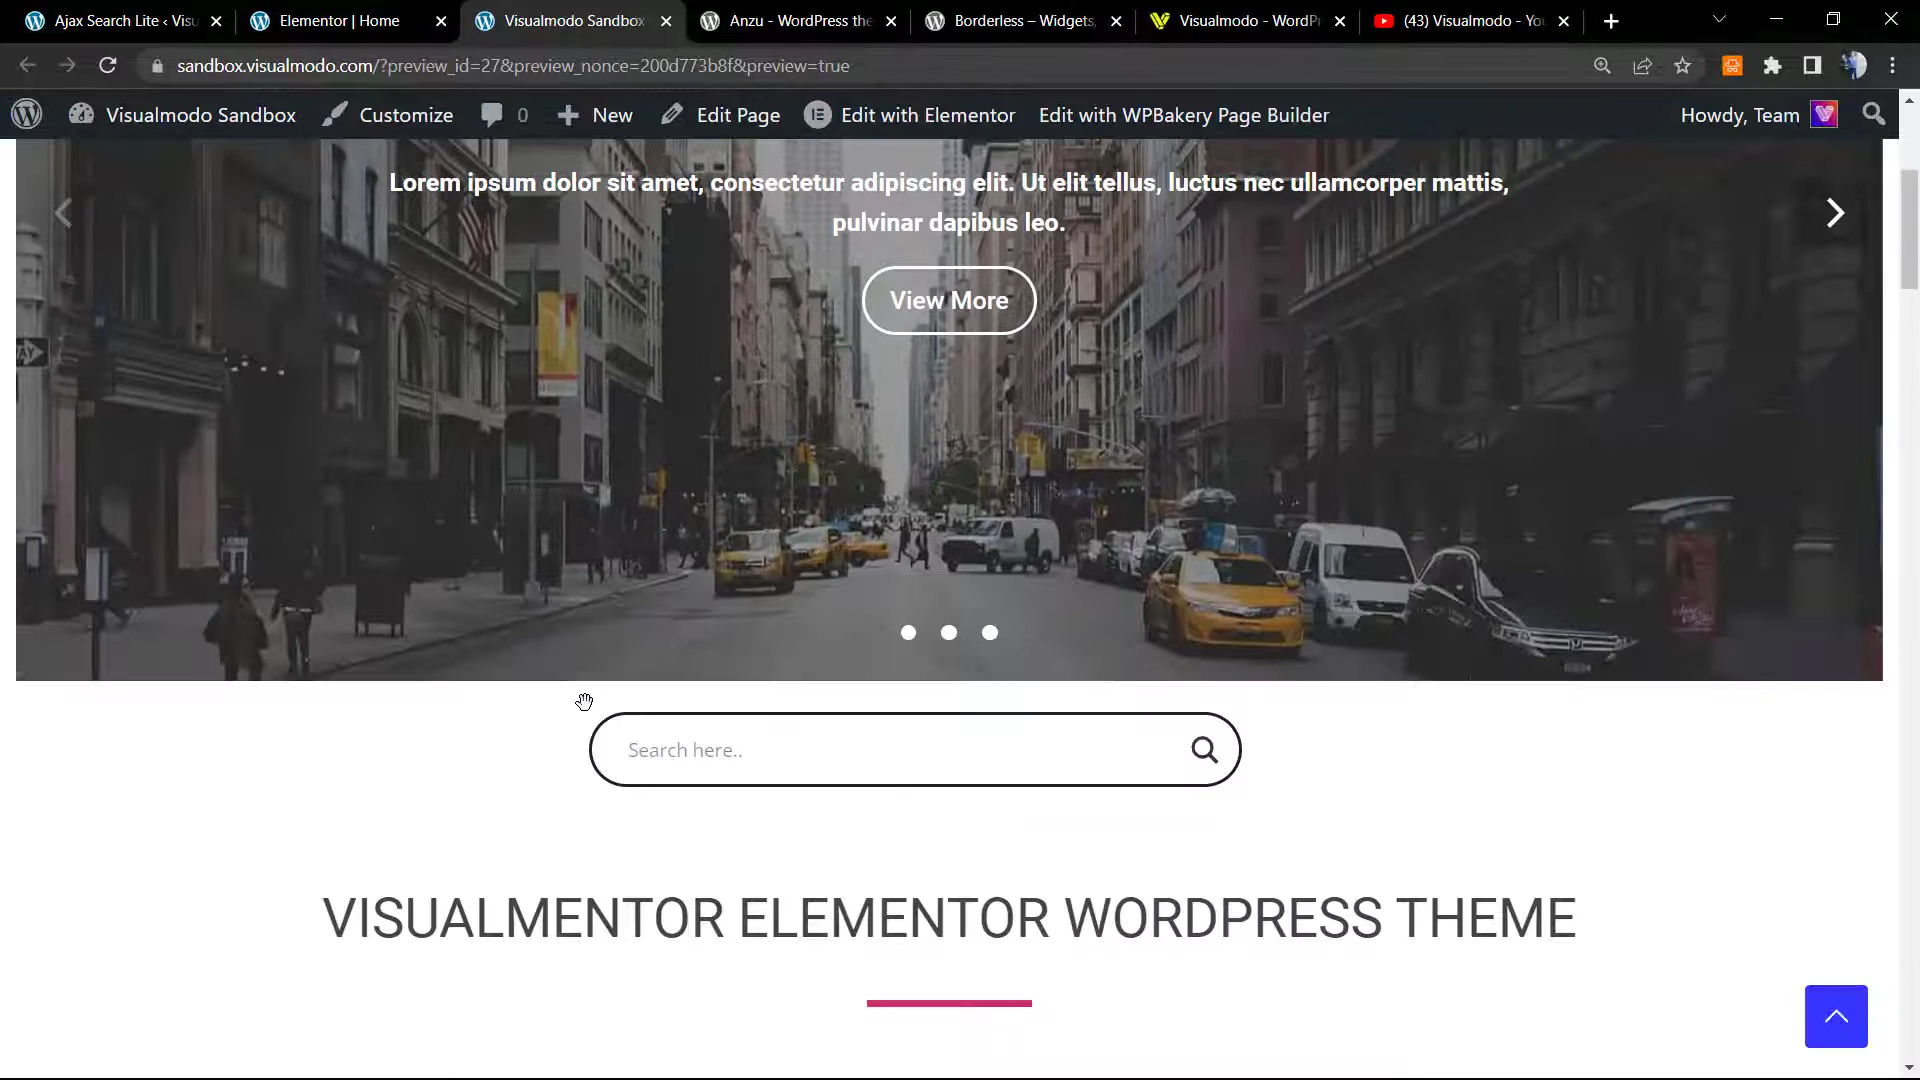 Ajax Search Lite ‹ Visu
Elementor | Home
Visualmodo Sandbox
Anzu - WordPress the
Borderless – Widgets,
Visualmodo - WordPr
(43) Visualmodo - You
sandbox.visualmodo.com/?preview_id=27&preview_nonce=200d773b8f&preview=true
Visualmodo Sandbox
Customize
0
New
Edit Page
Edit with Elementor
Edit with WPBakery Page Builder
Howdy, Team
Lorem ipsum dolor sit amet, consectetur adipiscing elit. Ut elit tellus, luctus nec ullamcorper mattis,
pulvinar dapibus leo.
View More
Search here..
VISUALMENTOR ELEMENTOR WORDPRESS THEME